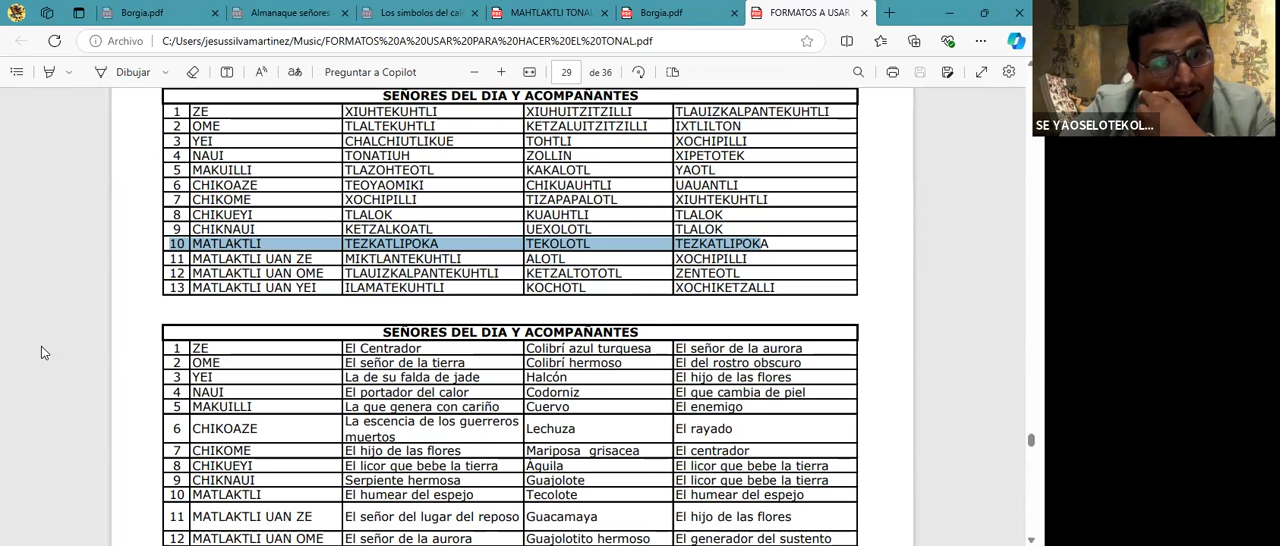 Borgia.pdf
Almanaque señores
Los simbolos del cal
MAHTLAKTLI TONAL
Borgia.pdf
FORMATOS A USAR
Archivo C:/Users/jesussilvamartinez/Music/FORMATOS%20A%20USAR%20PARA%20HACER%20EL%20TONAL.pdf
Dibujar Preguntar a Copilot 29 de 36
SE YAOSELOTEKOL...
SEÑORES DEL DIA Y ACOMPAÑANTES
1 ZE XIUHTEKUHTLI XIUHUITZITZILLI TLAUIZKALPANTEKUHTLI
2 OME TLALTEKUHTLI KETZALUITZITZILLI IXTLILTON
3 YEI CHALCHIUTLIKUE TOHTLI XOCHIPILLI
4 NAUI TONATIUH ZOLLIN XIPETOTEK
5 MAKUILLI TLAZOHTEOTL KAKALOTL YAOTL
6 CHIKOAZE TEOYAOMIKI CHIKUAUHTLI UAUANTLI
7 CHIKOME XOCHIPILLI TIZAPAPALOTL XIUHTEKUHTLI
8 CHIKUEYI TLALOK KUAUHTLI TLALOK
9 CHIKNAUI KETZALKOATL UEXOLOTL TLALOK
10 MATLAKTLI TEZKATLIPOKA TEKOLOTL TEZKATLIPOKA
11 MATLAKTLI UAN ZE MIKTLANTEKUHTLI ALOTL XOCHIPILLI
12 MATLAKTLI UAN OME TLAUIZKALPANTEKUHTLI KETZALTOTOTL ZENTEOTL
13 MATLAKTLI UAN YEI ILAMATEKUHTLI KOCHOTL XOCHIKETZALLI
SEÑORES DEL DIA Y ACOMPAÑANTES
1 ZE El Centrador Colibrí azul turquesa El señor de la aurora
2 OME El señor de la tierra Colibrí hermoso El del rostro obscuro
3 YEI La de su falda de jade Halcón El hijo de las flores
4 NAUI El portador del calor Codorniz El que cambia de piel
5 MAKUILLI La que genera con cariño Cuervo El enemigo
6 CHIKOAZE La escencia de los guerreros muertos Lechuza El rayado
7 CHIKOME El hijo de las flores Mariposa grisacea El centrador
8 CHIKUEYI El licor que bebe la tierra Águila El licor que bebe la tierra
9 CHIKNAUI Serpiente hermosa Guajolote El licor que bebe la tierra
10 MATLAKTLI El humear del espejo Tecolote El humear del espejo
11 MATLAKTLI UAN ZE El señor del lugar del reposo Guacamaya El hijo de las flores
12 MATLAKTLI UAN OME El señor de la aurora Guajolotito hermoso El generador del sustento